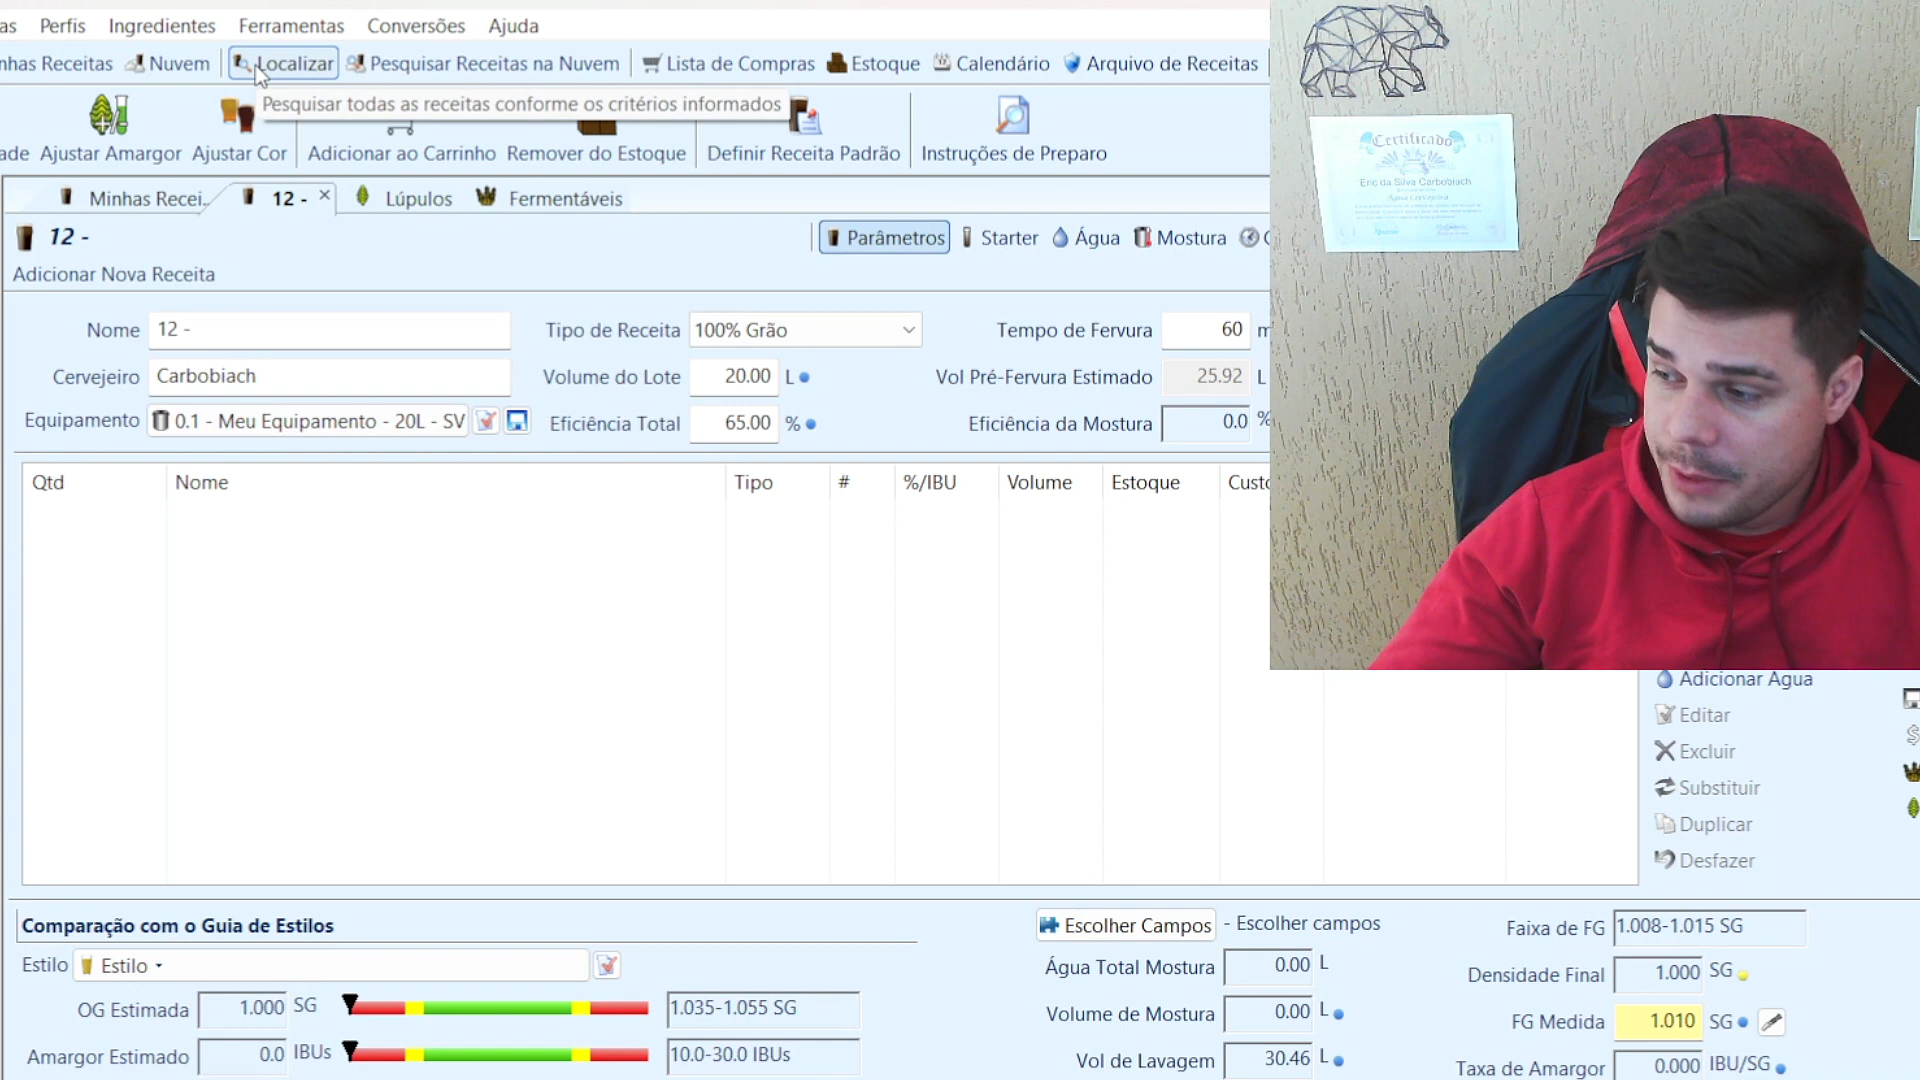 as Perfis Ingredientes Ferramentas Conversões Ajuda
nhas Receitas Nuvem Localizar Pesquisar Receitas na Nuvem Lista de Compras Estoque Calendário Arquivo de Receitas
Pesquisar todas as receitas conforme os critérios informados
ade Ajustar Amargor Ajustar Cor Adicionar ao Carrinho Remover do Estoque Definir Receita Padrão Instruções de Preparo
Minhas Recei.. 12 - Lúpulos Fermentáveis
12 - Parâmetros Starter Água Mostura
Adicionar Nova Receita
Nome 12 - Tipo de Receita 100% Grão Tempo de Fervura 60 m
Cervejeiro Carbobiach Volume do Lote 20.00 L Vol Pré-Fervura Estimado 25.92 L
Equipamento 0.1 - Meu Equipamento - 20L - SV Eficiência Total 65.00 % Eficiência da Mostura 0.0 %
Qtd Nome Tipo # %/IBU Volume Estoque Custo
Certificado
Eric da Silva Carbobiach
Água Cervejeira
Adicionar Agua
Editar
Excluir
Substituir
Duplicar
Desfazer
Comparação com o Guia de Estilos
Estilo Estilo
OG Estimada 1.000 SG 1.035-1.055 SG
Amargor Estimado 0.0 IBUs 10.0-30.0 IBUs
Escolher Campos - Escolher campos
Água Total Mostura 0.00 L
Volume de Mostura 0.00 L
Vol de Lavagem 30.46 L
Faixa de FG 1.008-1.015 SG
Densidade Final 1.000 SG
FG Medida 1.010 SG
Taxa de Amargor 0.000 IBU/SG